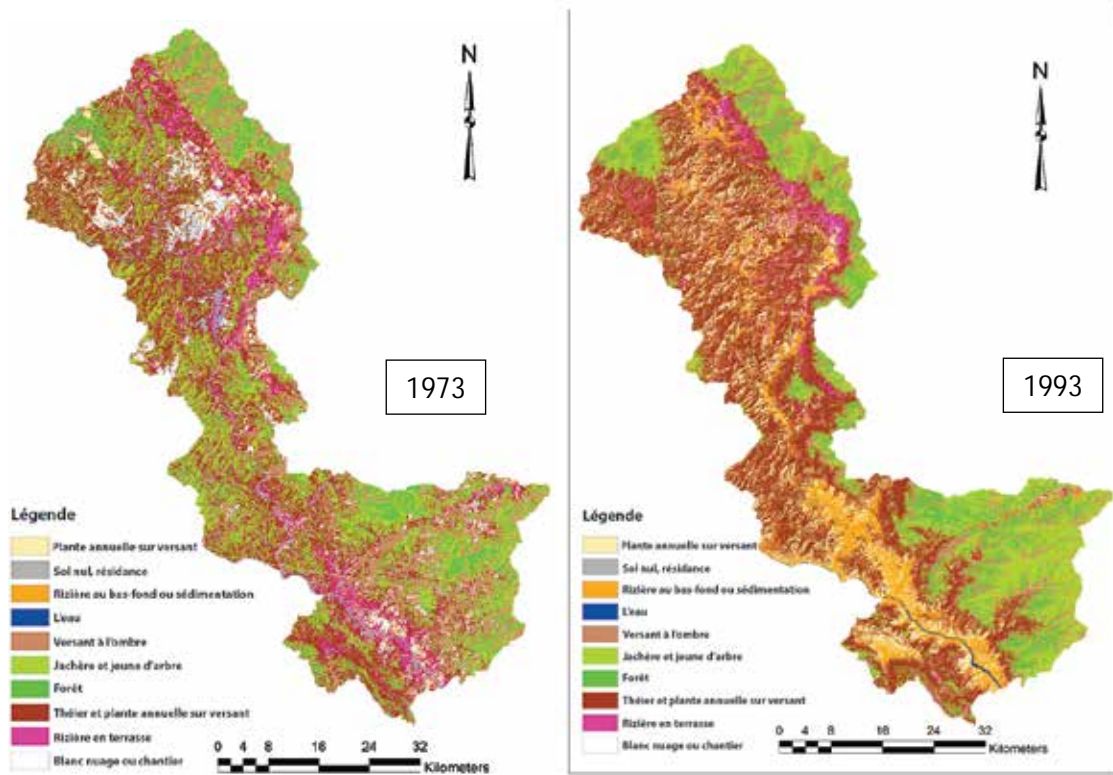 N
1973
Légende
Plante annuelle sur versant
Sol nul, résidance
Rizière au bas-fond ou sédimentation
L'eau
Versant à l'ombre
Jachère et jeune d'arbre
Forêt
Théier et plante annuelle sur versant
Rizière en terrasse
Blanc nuage ou chantier
0 4 8 16 24 32
Kilometers
N
1993
Légende
Plante annuelle sur versant
Sol nul, résidance
Rizière au bas-fond ou sédimentation
L'eau
Versant à l'ombre
Jachère et jeune d'arbre
Forêt
Théier et plante annuelle sur versant
Rizière en terrasse
Blanc nuage ou chantier
0 4 8 16 24 32
Kilometers